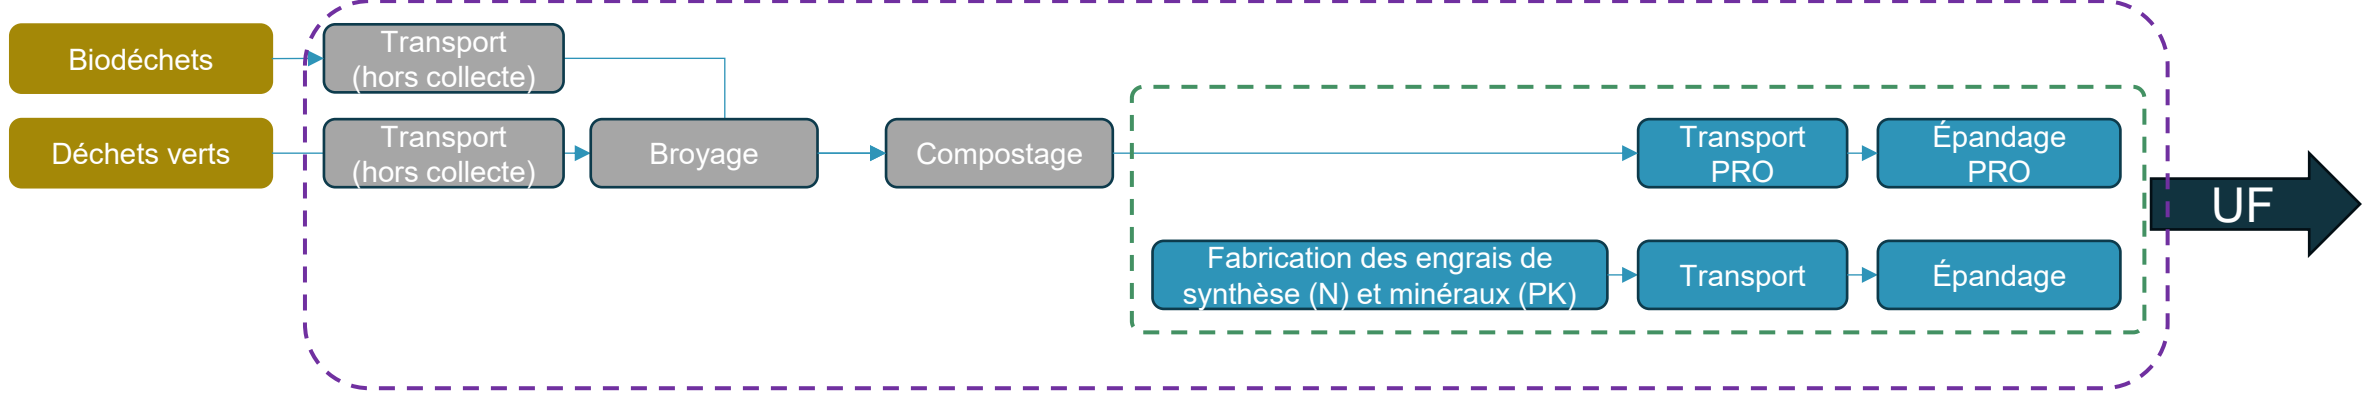 Biodéchets
Transport
(hors collecte)
Déchets verts
Transport
(hors collecte)
Broyage
Compostage
Transport
PRO
Épandage
PRO
UF
Fabrication des engrais de
synthèse (N) et minéraux (PK)
Transport
Épandage